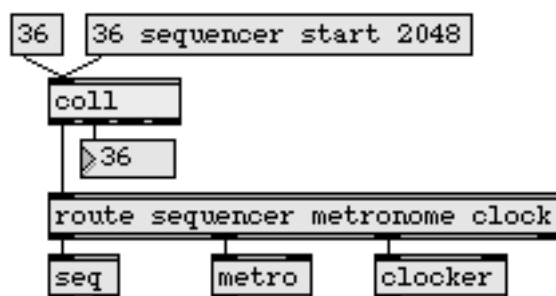 36 36 sequencer start 2048
coll
36
route sequencer metronome clock
seq metro clocker